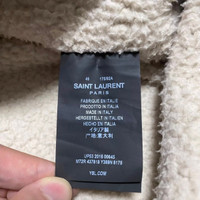 SAINT LAURENT
PARIS
FABRIQUÉ EN ITALIE
PRODOTTO IN ITALIA
MADE IN ITALY
HERGESTELLT IN ITALIEN
HECHO EN ITALIA
イタリア製
产地:意大利
YSL.COM